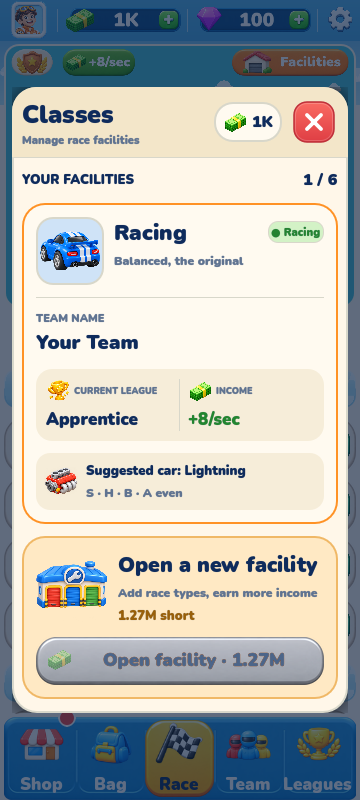 1K
100
+8/sec
Facilities
Classes
Manage race facilities
1K
YOUR FACILITIES
1 / 6
Racing
Racing
Balanced, the original
TEAM NAME
Your Team
CURRENT LEAGUE
INCOME
Apprentice
+8/sec
Suggested car: Lightning
S · H · B · A even
Open a new facility
Add race types, earn more income
1.27M short
Open facility · 1.27M
Shop
Bag
Race
Team
Leagues